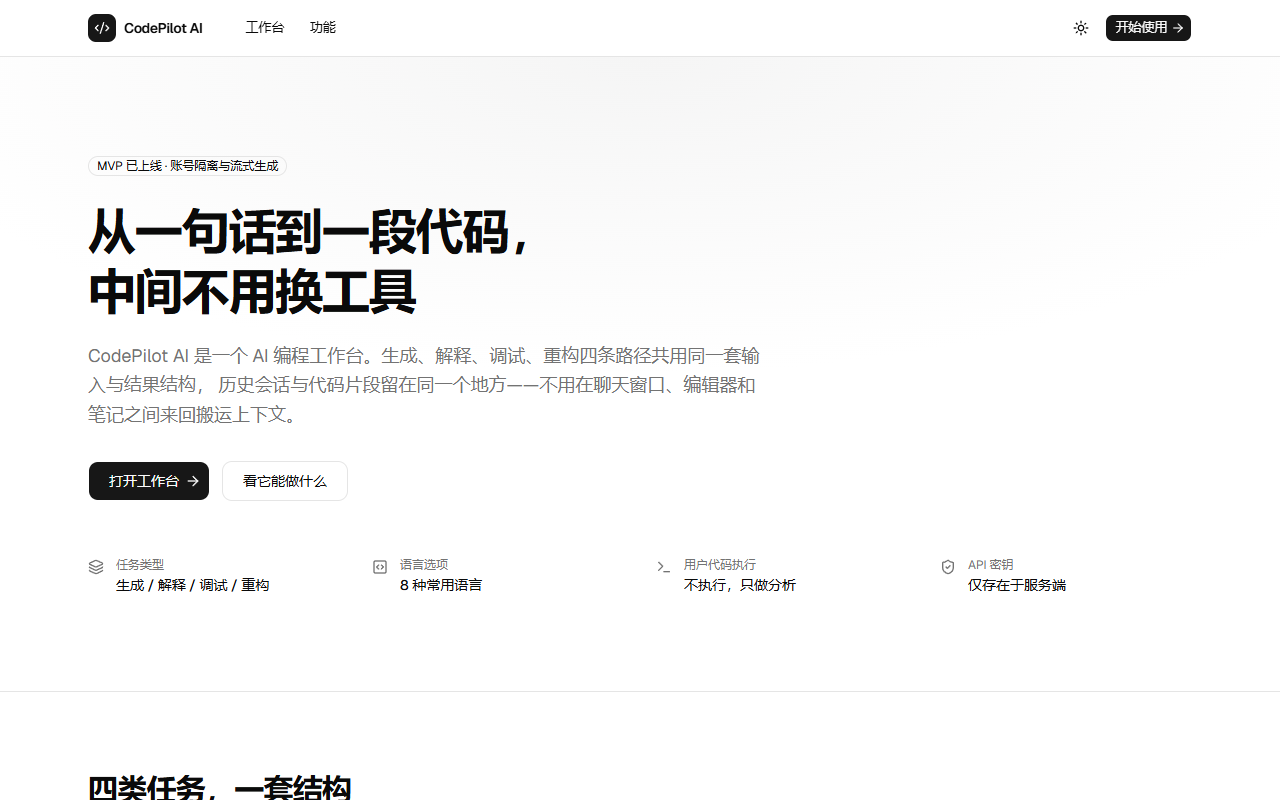 CodePilot AI
工作台
功能
开始使用
MVP 已上线 · 账号隔离与流式生成
从一句话到一段代码，
中间不用换工具
CodePilot AI 是一个 AI 编程工作台。生成、解释、调试、重构四条路径共用同一套输
入与结果结构， 历史会话与代码片段留在同一个地方——不用在聊天窗口、编辑器和
笔记之间来回搬运上下文。
打开工作台
看它能做什么
任务类型
生成 / 解释 / 调试 / 重构
语言选项
8 种常用语言
用户代码执行
不执行，只做分析
API 密钥
仅存在于服务端
四类任务，一套结构